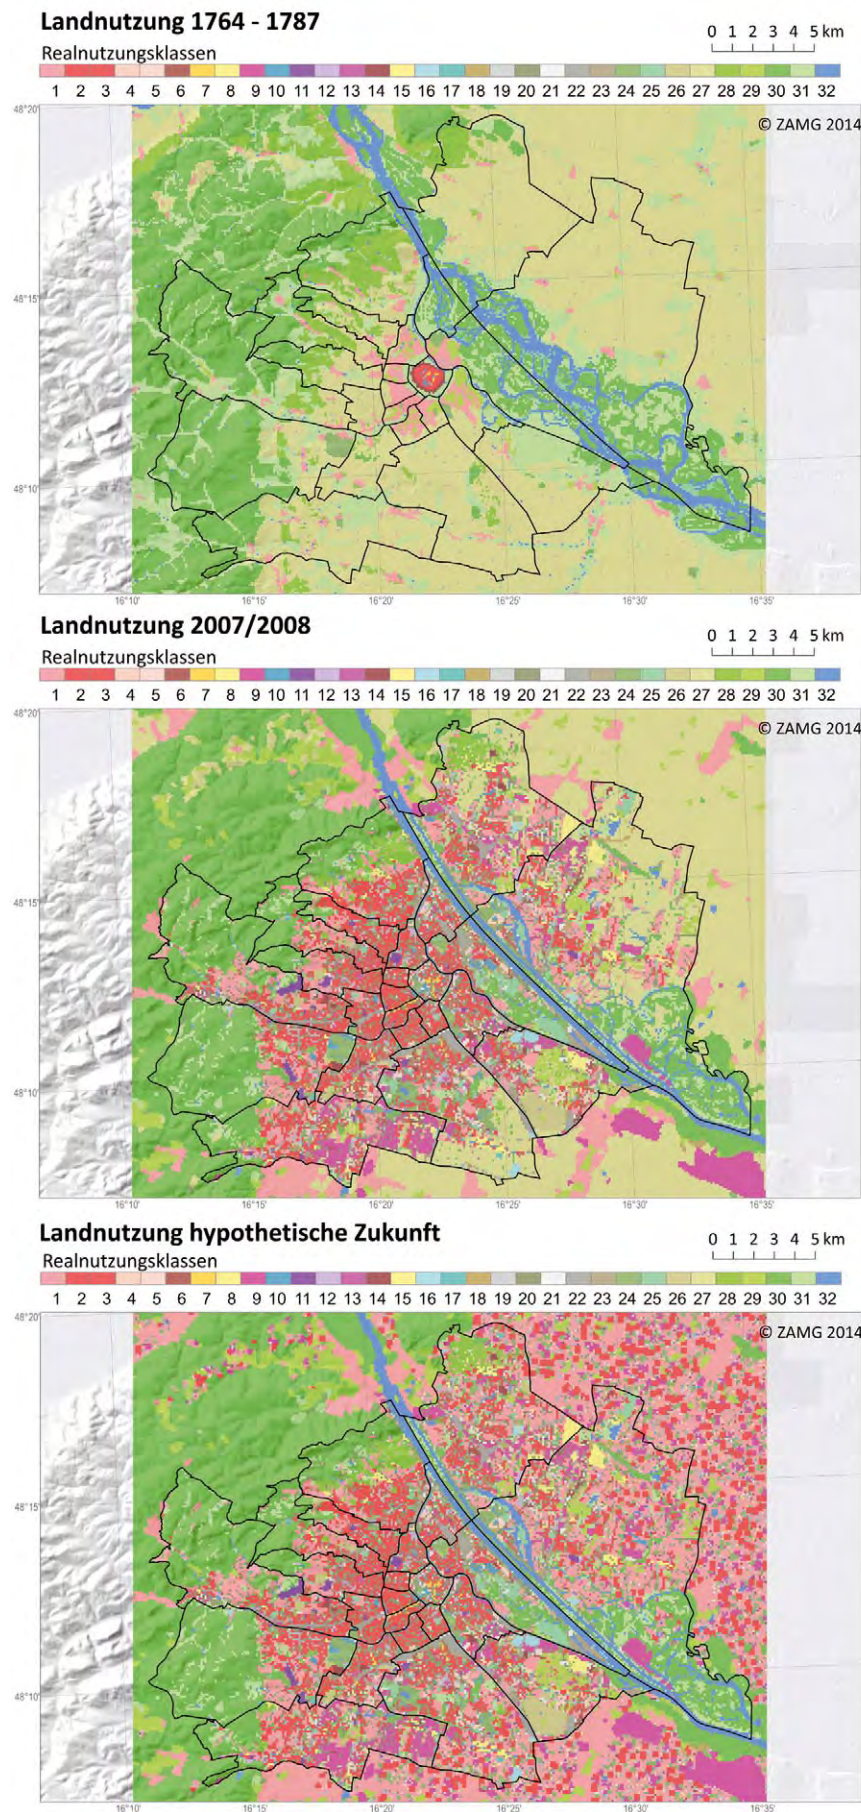 Landnutzung 1764 - 1787
0 1 2 3 4 5 km
Realnutzungsklassen
1 2 3 4 5 6 7 8 9 10 11 12 13 14 15 16 17 18 19 20 21 22 23 24 25 26 27 28 29 30 31 32
48°20'
© ZAMG 2014
48°15'
48°10'
16°10' 16°15' 16°20' 16°25' 16°30' 16°35'
Landnutzung 2007/2008
0 1 2 3 4 5 km
Realnutzungsklassen
1 2 3 4 5 6 7 8 9 10 11 12 13 14 15 16 17 18 19 20 21 22 23 24 25 26 27 28 29 30 31 32
48°20'
© ZAMG 2014
48°15'
48°10'
16°10' 16°15' 16°20' 16°25' 16°30' 16°35'
Landnutzung hypothetische Zukunft
0 1 2 3 4 5 km
Realnutzungsklassen
1 2 3 4 5 6 7 8 9 10 11 12 13 14 15 16 17 18 19 20 21 22 23 24 25 26 27 28 29 30 31 32
48°20'
© ZAMG 2014
48°15'
48°10'
16°10' 16°15' 16°20' 16°25' 16°30' 16°35'